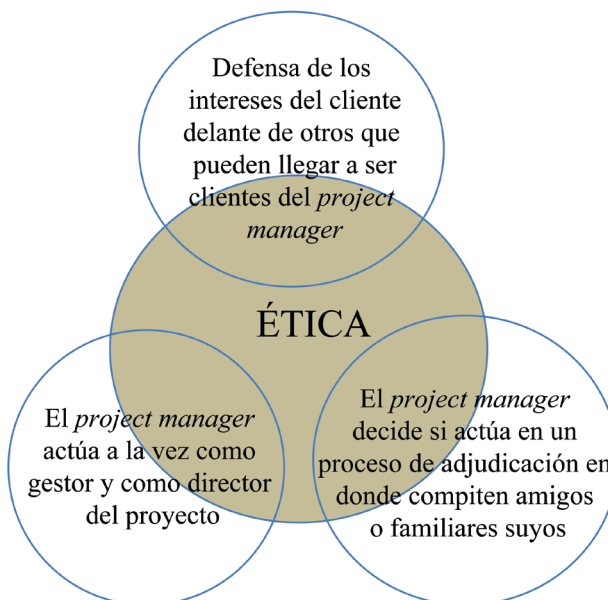 Defensa de los
intereses del cliente
delante de otros que
pueden llegar a ser
clientes del project
manager
ÉTICA
El project manager
actúa a la vez como
gestor y como director
del proyecto
El project manager
decide si actúa en un
proceso de adjudicación en
donde compiten amigos
o familiares suyos